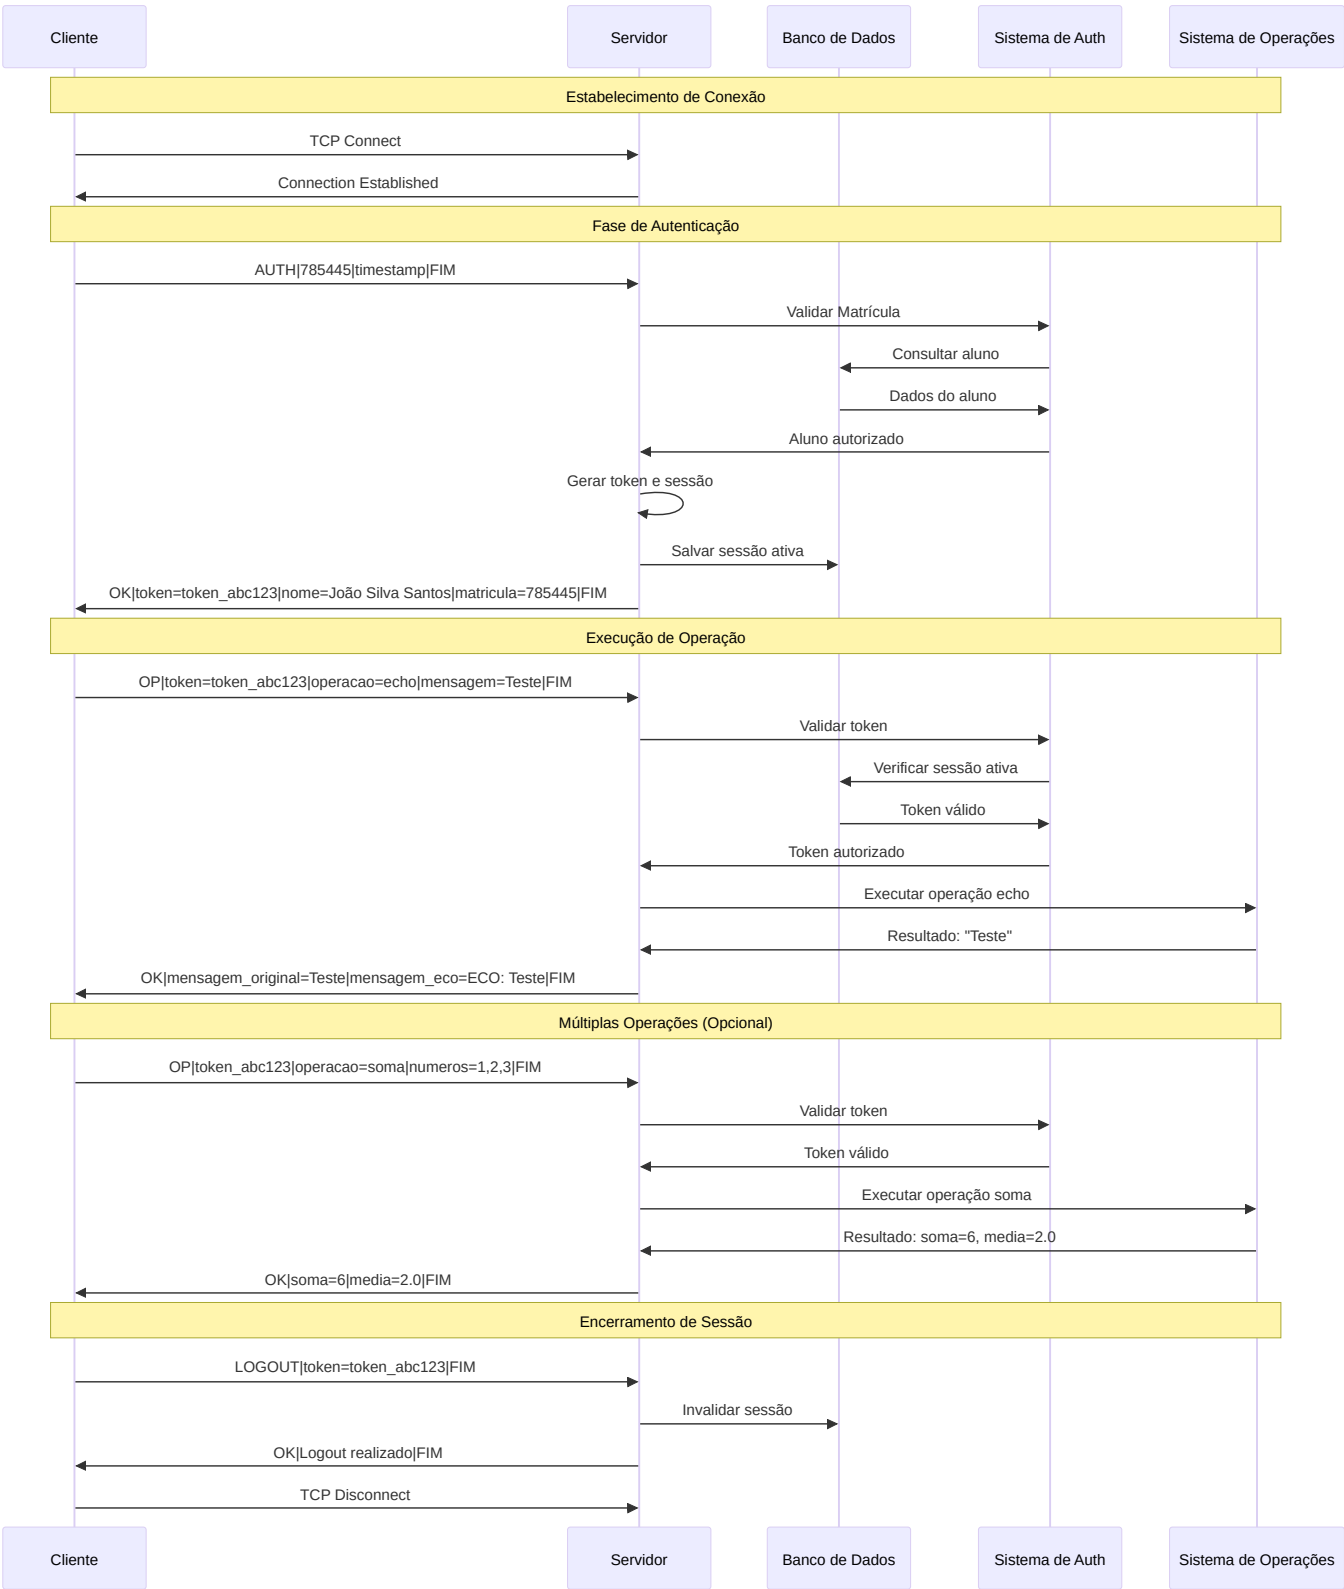 Cliente
Servidor
Banco de Dados
Sistema de Auth
Sistema de Operações
Estabelecimento de Conexão
TCP Connect
Connection Established
Fase de Autenticação
AUTH|785445|timestamp|FIM
Validar Matrícula
Consultar aluno
Dados do aluno
Aluno autorizado
Gerar token e sessão
Salvar sessão ativa
OK|token=token_abc123|nome=João Silva Santos|matricula=785445|FIM
Execução de Operação
OP|token=token_abc123|operacao=echo|mensagem=Teste|FIM
Validar token
Verificar sessão ativa
Token válido
Token autorizado
Executar operação echo
Resultado: "Teste"
OK|mensagem_original=Teste|mensagem_eco=ECO: Teste|FIM
Múltiplas Operações (Opcional)
OP|token_abc123|operacao=soma|numeros=1,2,3|FIM
Validar token
Token válido
Executar operação soma
Resultado: soma=6, media=2.0
OK|soma=6|media=2.0|FIM
Encerramento de Sessão
LOGOUT|token=token_abc123|FIM
Invalidar sessão
OK|Logout realizado|FIM
TCP Disconnect
Cliente
Servidor
Banco de Dados
Sistema de Auth
Sistema de Operações